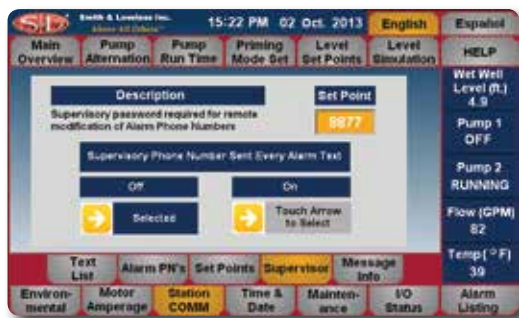 S&L Smith & Loveless Inc.
Above All Others™
15:22 PM 02 Oct. 2013
English
Español
Main
Overview
Pump
Alternation
Pump
Run Time
Priming
Mode Set
Level
Set Points
Level
Simulation
HELP
Description
Set Point
Supervisory password required for remote
modification of Alarm Phone Numbers
9877
Supervisory Phone Number Sent Every Alarm Text
Off
On
Selected
Touch Arrow
to Select
Wet Well
Level (ft.)
4.9
Pump 1
OFF
Pump 2
RUNNING
Flow (GPM)
82
Temp (°F)
39
Text
List
Alarm PN's
Set Points
Supervisor
Message
Info
Environ-
mental
Motor
Amperage
Station
COMM
Time &
Date
Mainten-
ance
I/O
Status
Alarm
Listing